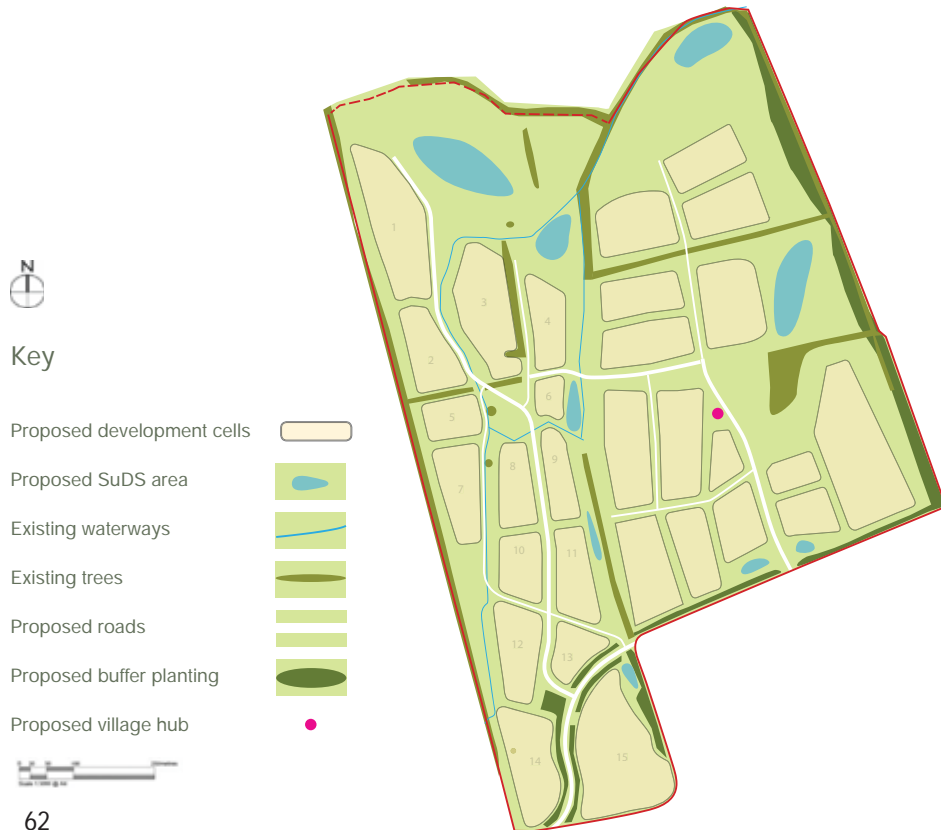 N
Key
Proposed development cells
Proposed SuDS area
Existing waterways
Existing trees
Proposed roads
Proposed buffer planting
Proposed village hub
62
1
2
3
4
5
6
7
8
9
10
11
12
13
14
15